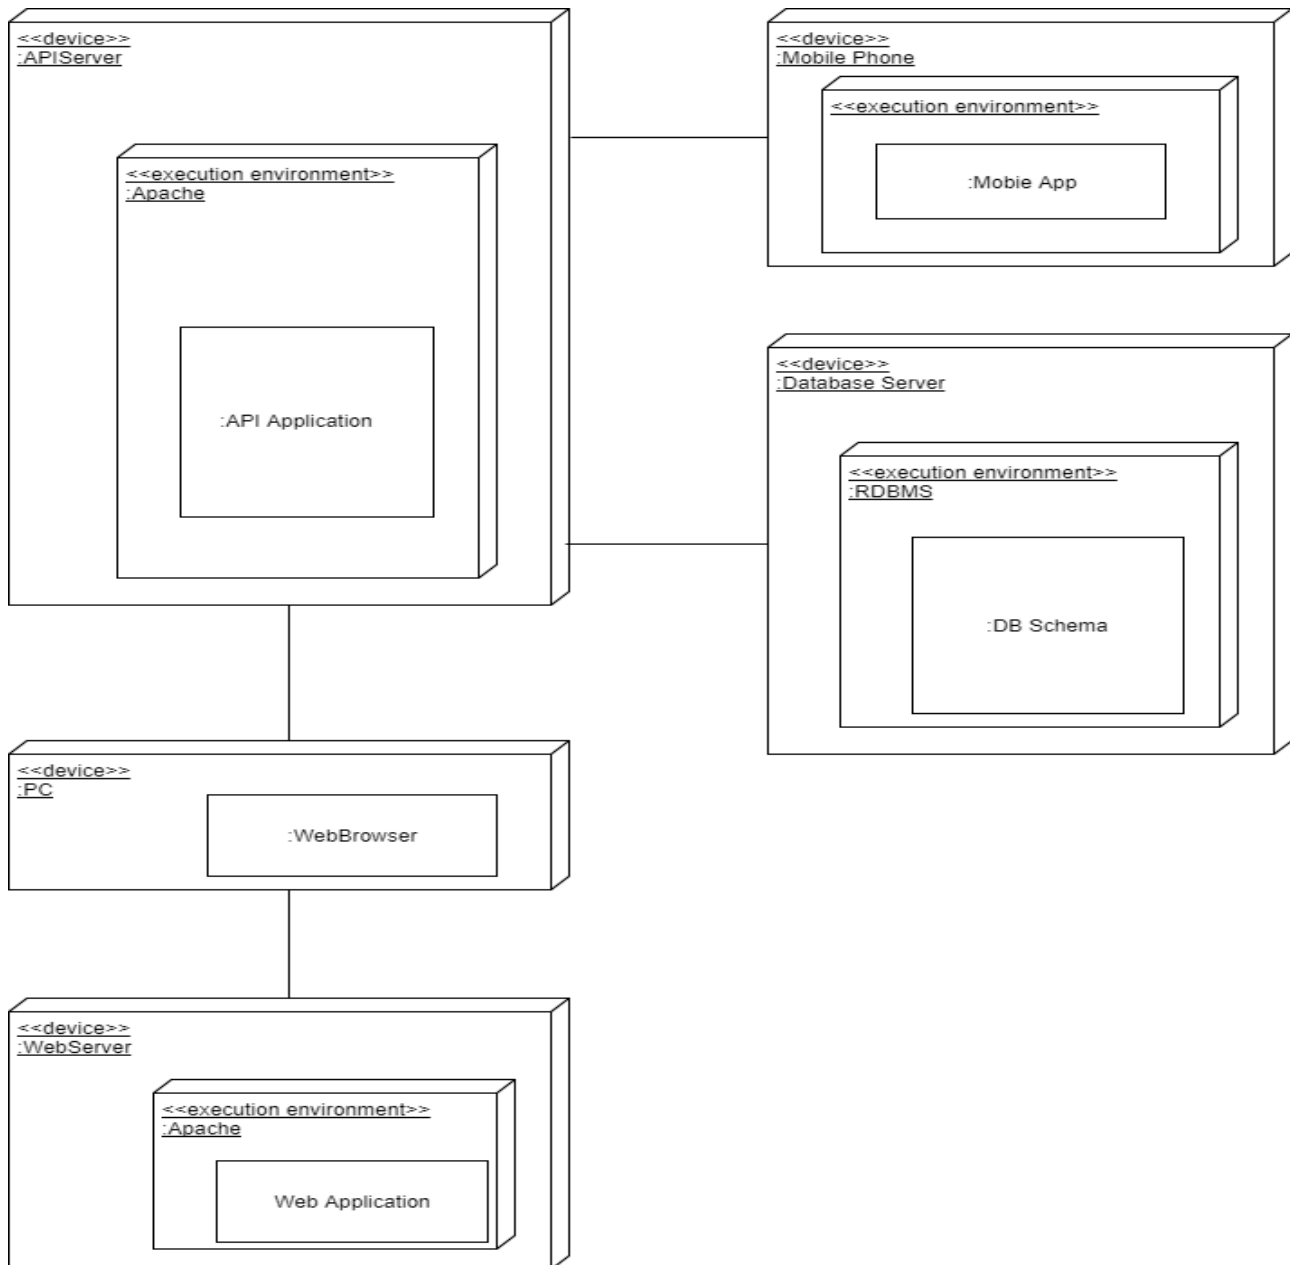 <<device>>
:APIServer
<<execution environment>>
:Apache
:API Application
<<device>>
:Mobile Phone
<<execution environment>>
:Mobie App
<<device>>
:Database Server
<<execution environment>>
:RDBMS
:DB Schema
<<device>>
:PC
:WebBrowser
<<device>>
:WebServer
<<execution environment>>
:Apache
Web Application